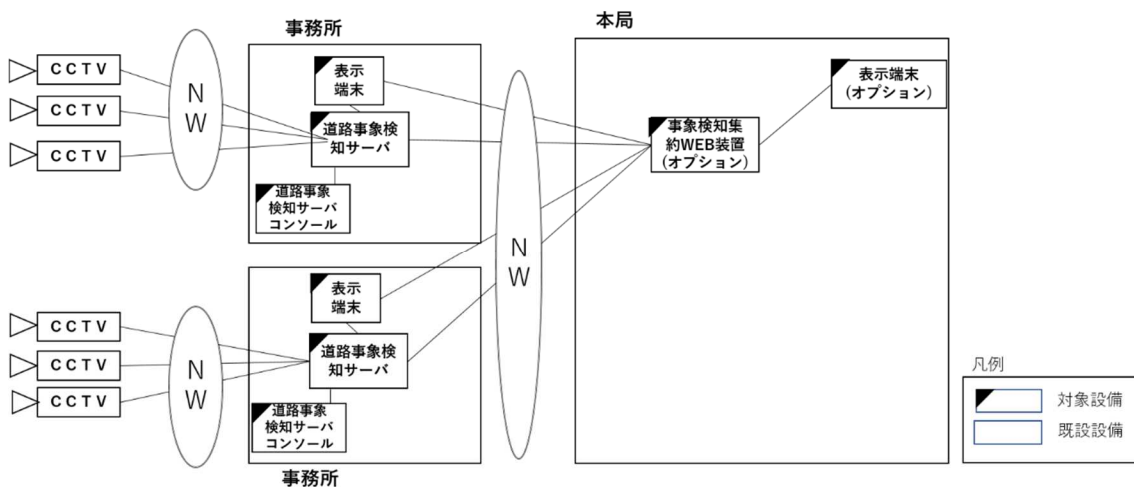 事務所
本局
CCTV
CCTV
CCTV
N
W
表示
端末
道路事象検
知サーバ
道路事象
検知サーバ
コンソール
事象検知集
約WEB装置
(オプション)
表示端末
(オプション)
N
W
CCTV
CCTV
CCTV
N
W
表示
端末
道路事象検
知サーバ
道路事象
検知サーバ
コンソール
事務所
凡例
対象設備
既設設備